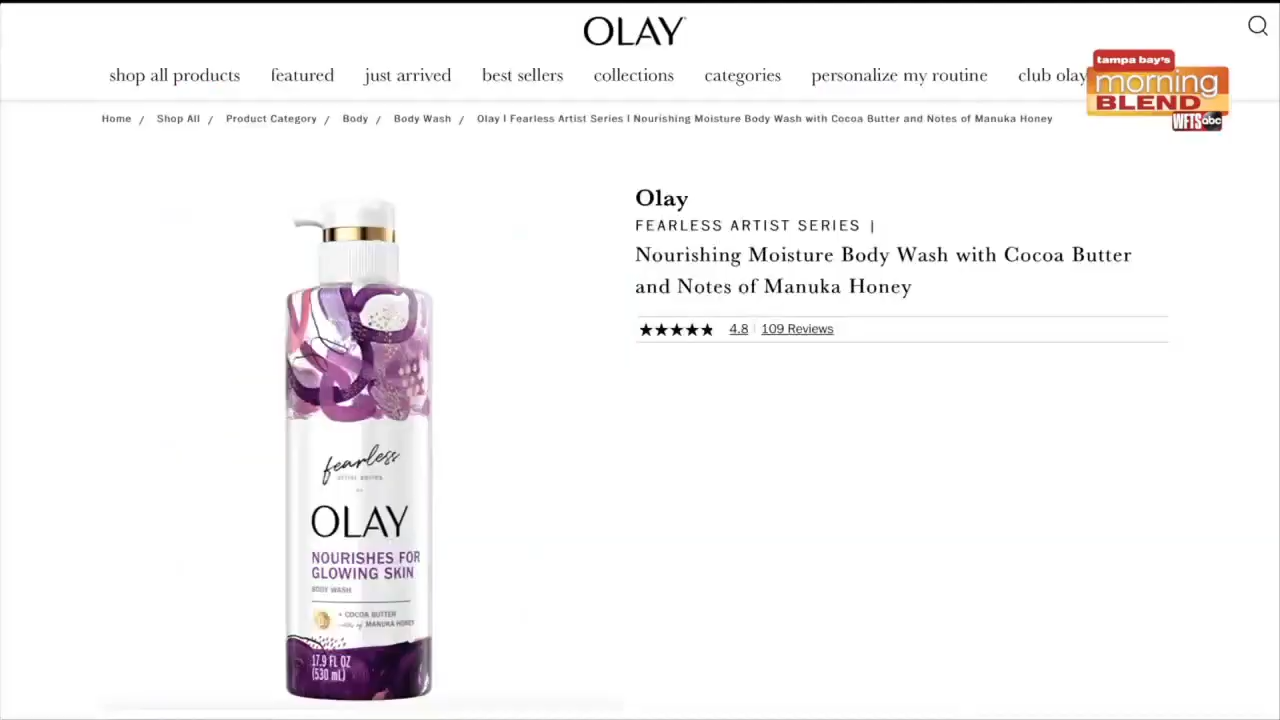 OLAY
shop all products featured just arrived best sellers collections categories personalize my routine club olay
tampa bay's
morning
BLEND
WFTS abc
Home / Shop All / Product Category / Body / Body Wash / Olay | Fearless Artist Series | Nourishing Moisture Body Wash with Cocoa Butter and Notes of Manuka Honey
Olay
FEARLESS ARTIST SERIES |
Nourishing Moisture Body Wash with Cocoa Butter
and Notes of Manuka Honey
4.8 | 109 Reviews
fearless
ARTIST SERIES
OLAY
NOURISHES FOR
GLOWING SKIN
BODY WASH
+ COCOA BUTTER
notes of MANUKA HONEY
17.9 FL OZ
(530 mL)